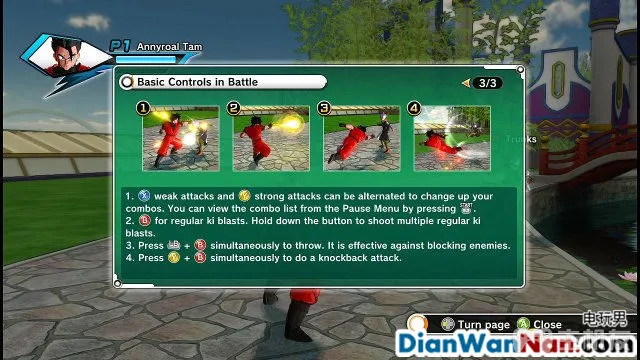 P1 Annyroal Tam
Basic Controls in Battle
3/3
1 2 3 4
Trunks
1. X weak attacks and Y strong attacks can be alternated to change up your
combos. You can view the combo list from the Pause Menu by pressing START .
2. B for regular ki blasts. Hold down the button to shoot multiple regular ki
blasts.
3. Press + B simultaneously to throw. It is effective against blocking enemies.
4. Press Y + B simultaneously to do a knockback attack.
电玩男
Turn page A Close
DianWanNan.com